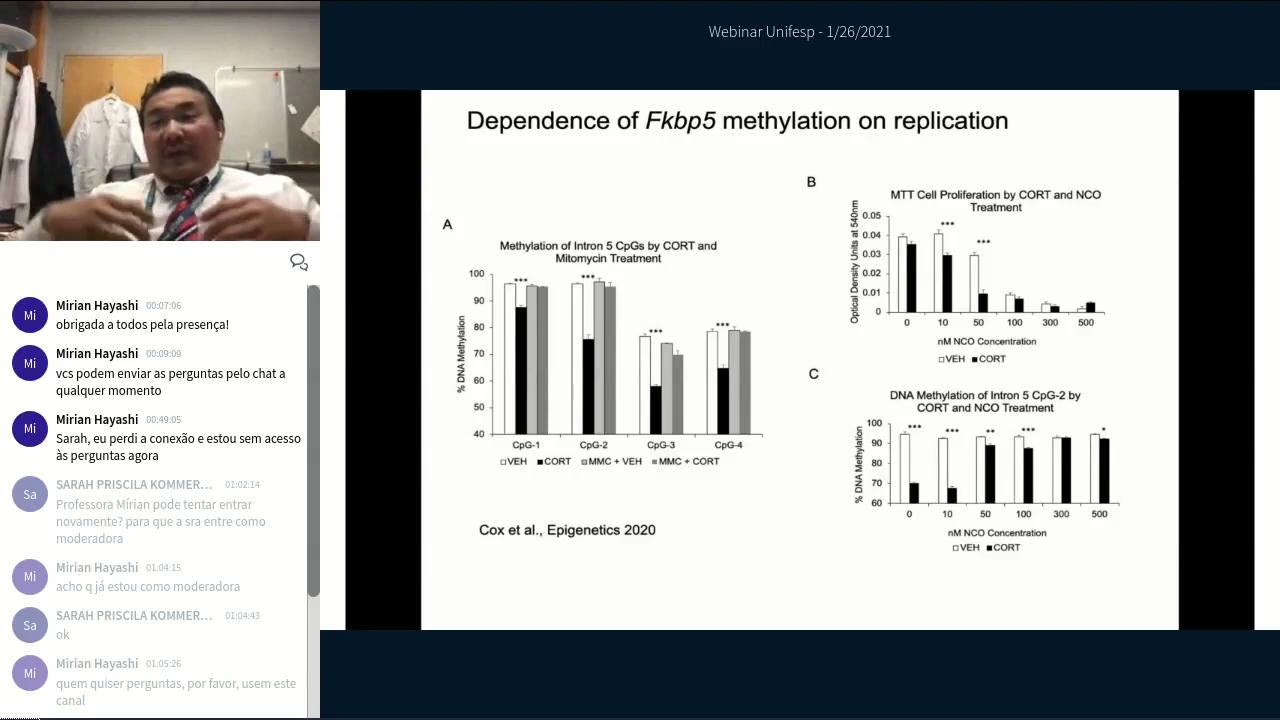 Webinar Unifesp - 1/26/2021
Mi
Mirian Hayashi 00:07:06
obrigada a todos pela presença!
Mi
Mirian Hayashi 00:09:09
vcs podem enviar as perguntas pelo chat a
qualquer momento
Mi
Mirian Hayashi 00:49:05
Sarah, eu perdi a conexão e estou sem acesso
às perguntas agora
Sa
SARAH PRISCILA KOMMER... 01:02:14
Professora Mírian pode tentar entrar
novamente? para que a sra entre como
moderadora
Mi
Mirian Hayashi 01:04:15
acho q já estou como moderadora
Sa
SARAH PRISCILA KOMMER... 01:04:43
ok
Mi
Mirian Hayashi 01:05:26
quem quiser perguntas, por favor, usem este
canal
Dependence of Fkbp5 methylation on replication
A
Methylation of Intron 5 CpGs by CORT and
Mitomycin Treatment
% DNA Methylation
100
90
80
70
60
50
40
*** *** *** ***
CpG-1 CpG-2 CpG-3 CpG-4
VEH CORT MMC + VEH MMC + CORT
Cox et al., Epigenetics 2020
B
MTT Cell Proliferation by CORT and NCO
Treatment
Optical Density Units at 540nm
0.05
0.04
0.03
0.02
0.01
0
*** ***
0 10 50 100 300 500
nM NCO Concentration
VEH CORT
C
DNA Methylation of Intron 5 CpG-2 by
CORT and NCO Treatment
% DNA Methylation
100
90
80
70
60
*** *** ** *** *
0 10 50 100 300 500
nM NCO Concentration
VEH CORT